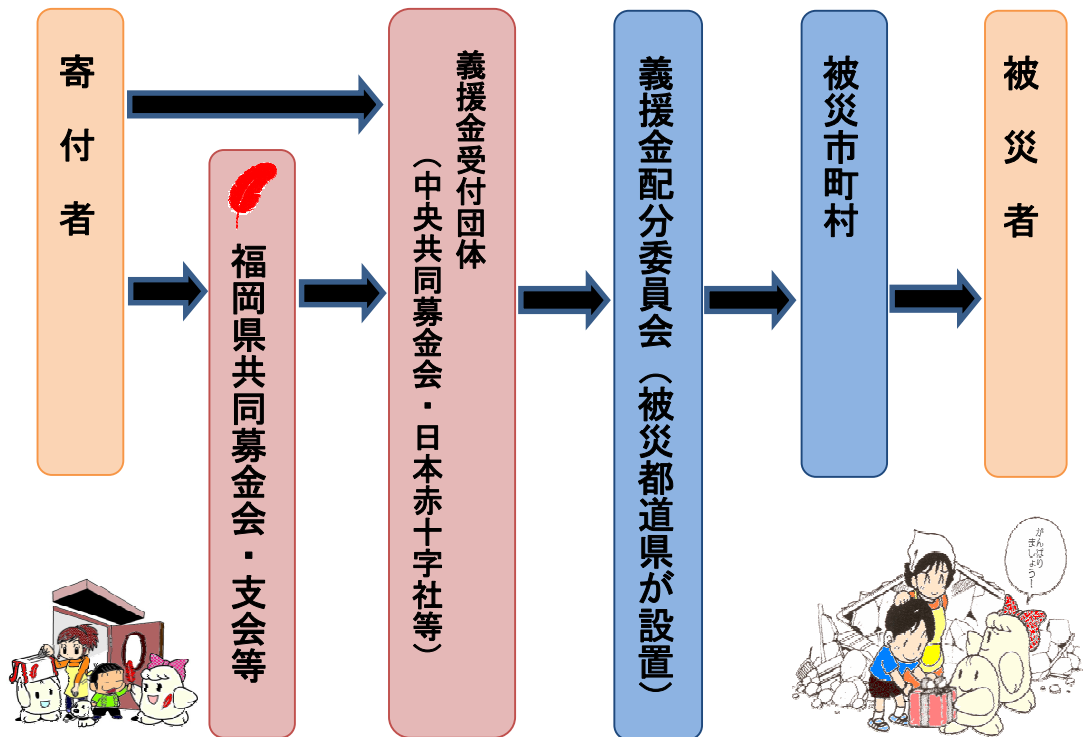 寄付者
福岡県共同募金会・支会等
義援金受付団体
（中央共同募金会・日本赤十字社等）
義援金配分委員会（被災都道県が設置）
被災市町村
被災者
がんばり
ましょう！